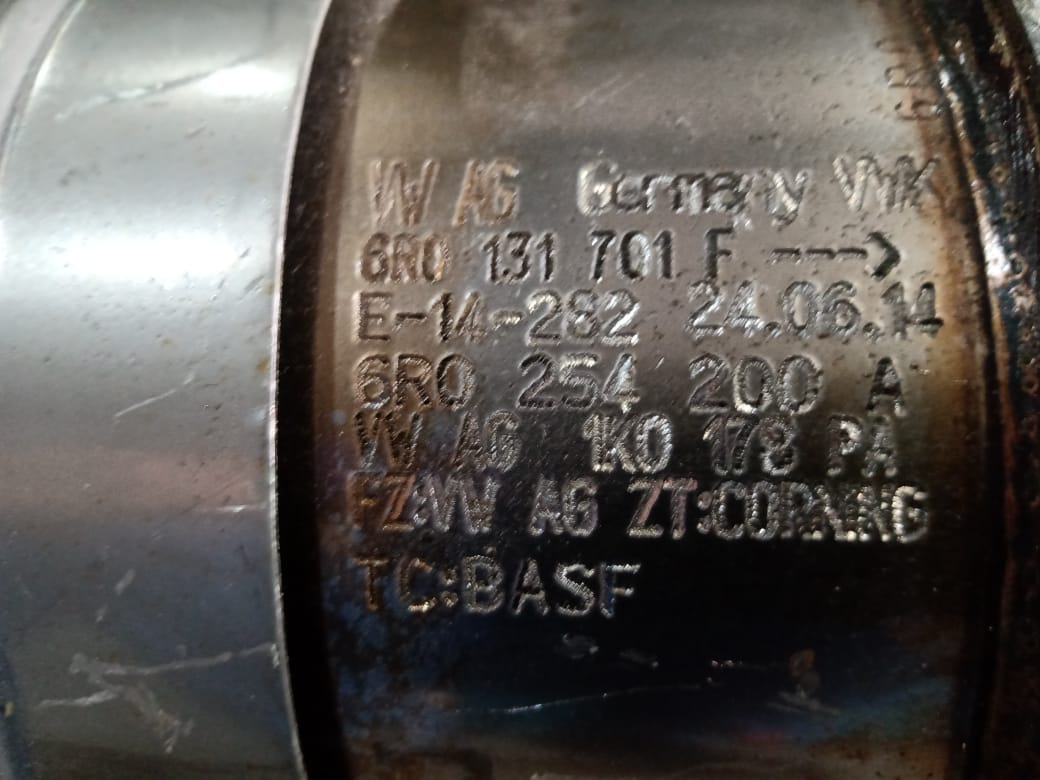 VW AG Germany VWK
6R0 131 701 F --->
E-14-282 24.06.14
6R0 254 200 A
VW AG 1K0 178 PA
FZ:VW AG ZT:CORNING
TC:BASF